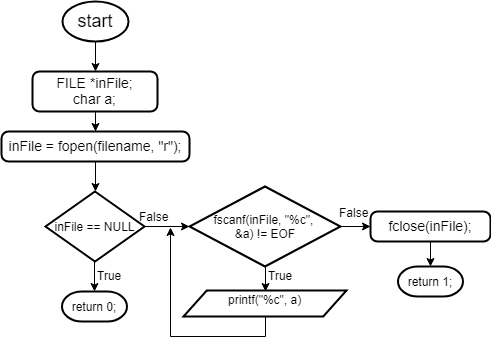 start
FILE *inFile;
char a;
inFile = fopen(filename, "r");
inFile == NULL
False
fscanf(inFile, "%c",
&a) != EOF
False
fclose(inFile);
True
True
return 0;
printf("%c", a)
return 1;